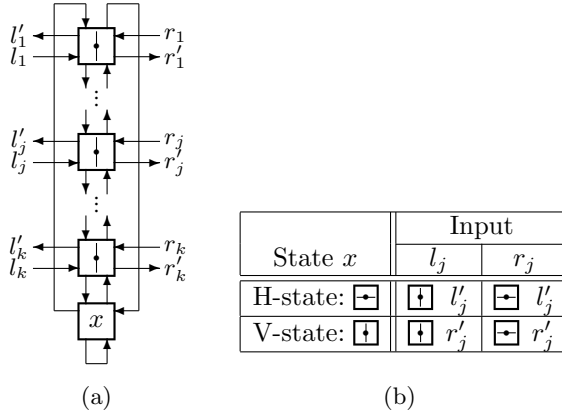 l′₁ r₁
l₁ r′₁
⋮
l′ⱼ rⱼ
lⱼ r′ⱼ
⋮
l′ₖ rₖ
lₖ r′ₖ
x
(a)
Input
State x lⱼ rⱼ
H-state: l′ⱼ l′ⱼ
V-state: r′ⱼ r′ⱼ
(b)